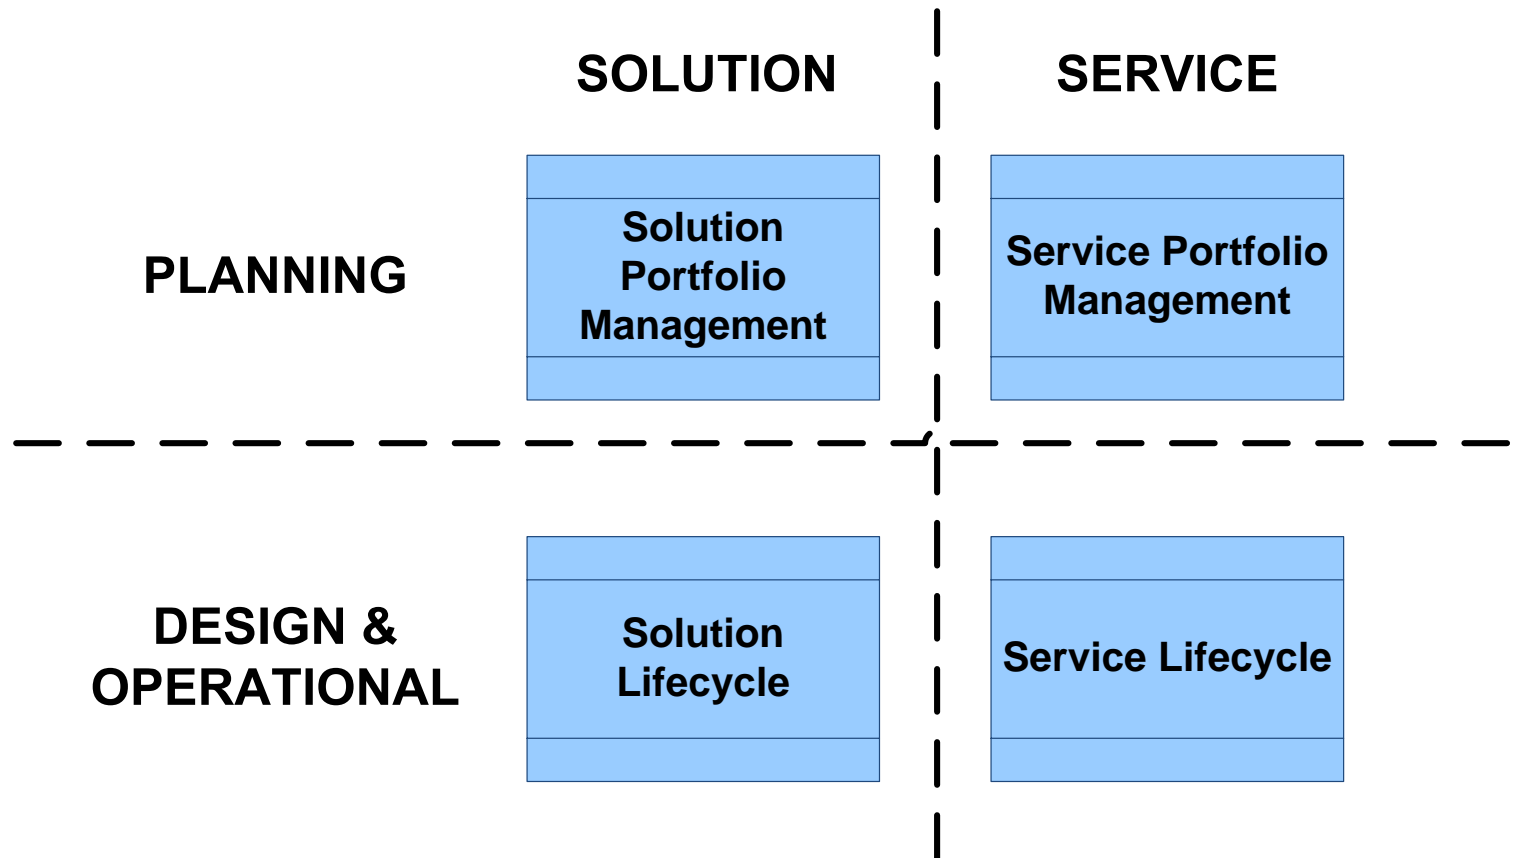 SOLUTION
SERVICE
PLANNING
Solution
Portfolio
Management
Service Portfolio
Management
DESIGN &
OPERATIONAL
Solution
Lifecycle
Service Lifecycle